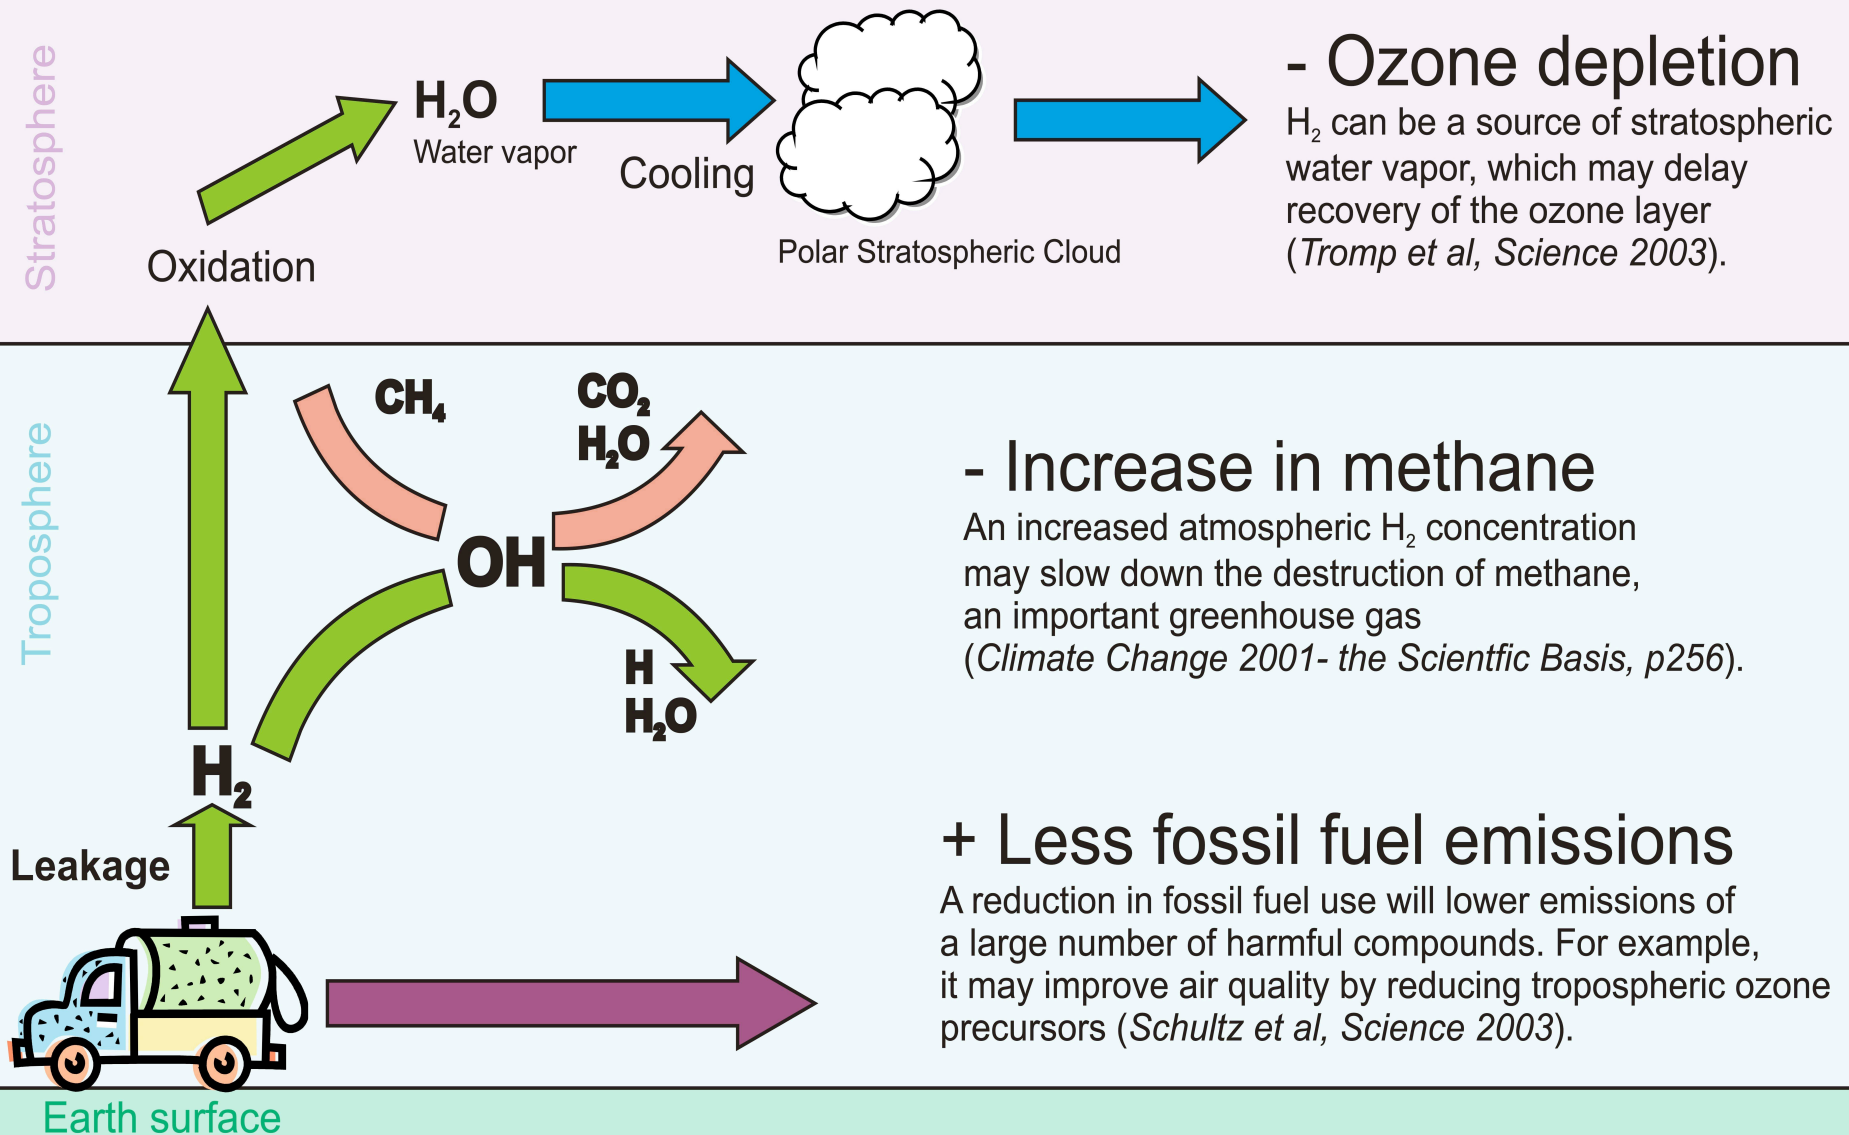 Stratosphere
H₂O
Water vapor
Cooling
Oxidation
Polar Stratospheric Cloud
- Ozone depletion
H₂ can be a source of stratospheric
water vapor, which may delay
recovery of the ozone layer
(Tromp et al, Science 2003).
Troposphere
CH₄
CO₂
H₂O
OH
H
H₂O
H₂
Leakage
- Increase in methane
An increased atmospheric H₂ concentration
may slow down the destruction of methane,
an important greenhouse gas
(Climate Change 2001- the Scientfic Basis, p256).
+ Less fossil fuel emissions
A reduction in fossil fuel use will lower emissions of
a large number of harmful compounds. For example,
it may improve air quality by reducing tropospheric ozone
precursors (Schultz et al, Science 2003).
Earth surface